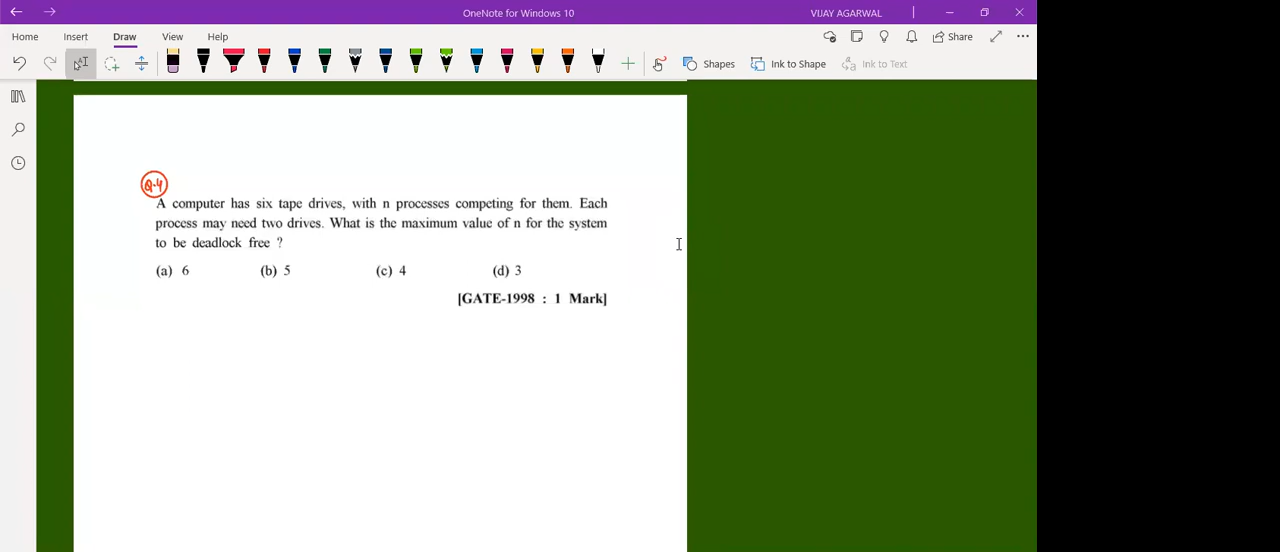 OneNote for Windows 10
VIJAY AGARWAL
Home Insert Draw View Help
Share
Shapes
Ink to Shape
Ink to Text
Q.4
A computer has six tape drives, with n processes competing for them. Each
process may need two drives. What is the maximum value of n for the system
to be deadlock free ?
(a) 6 (b) 5 (c) 4 (d) 3
[GATE-1998 : 1 Mark]